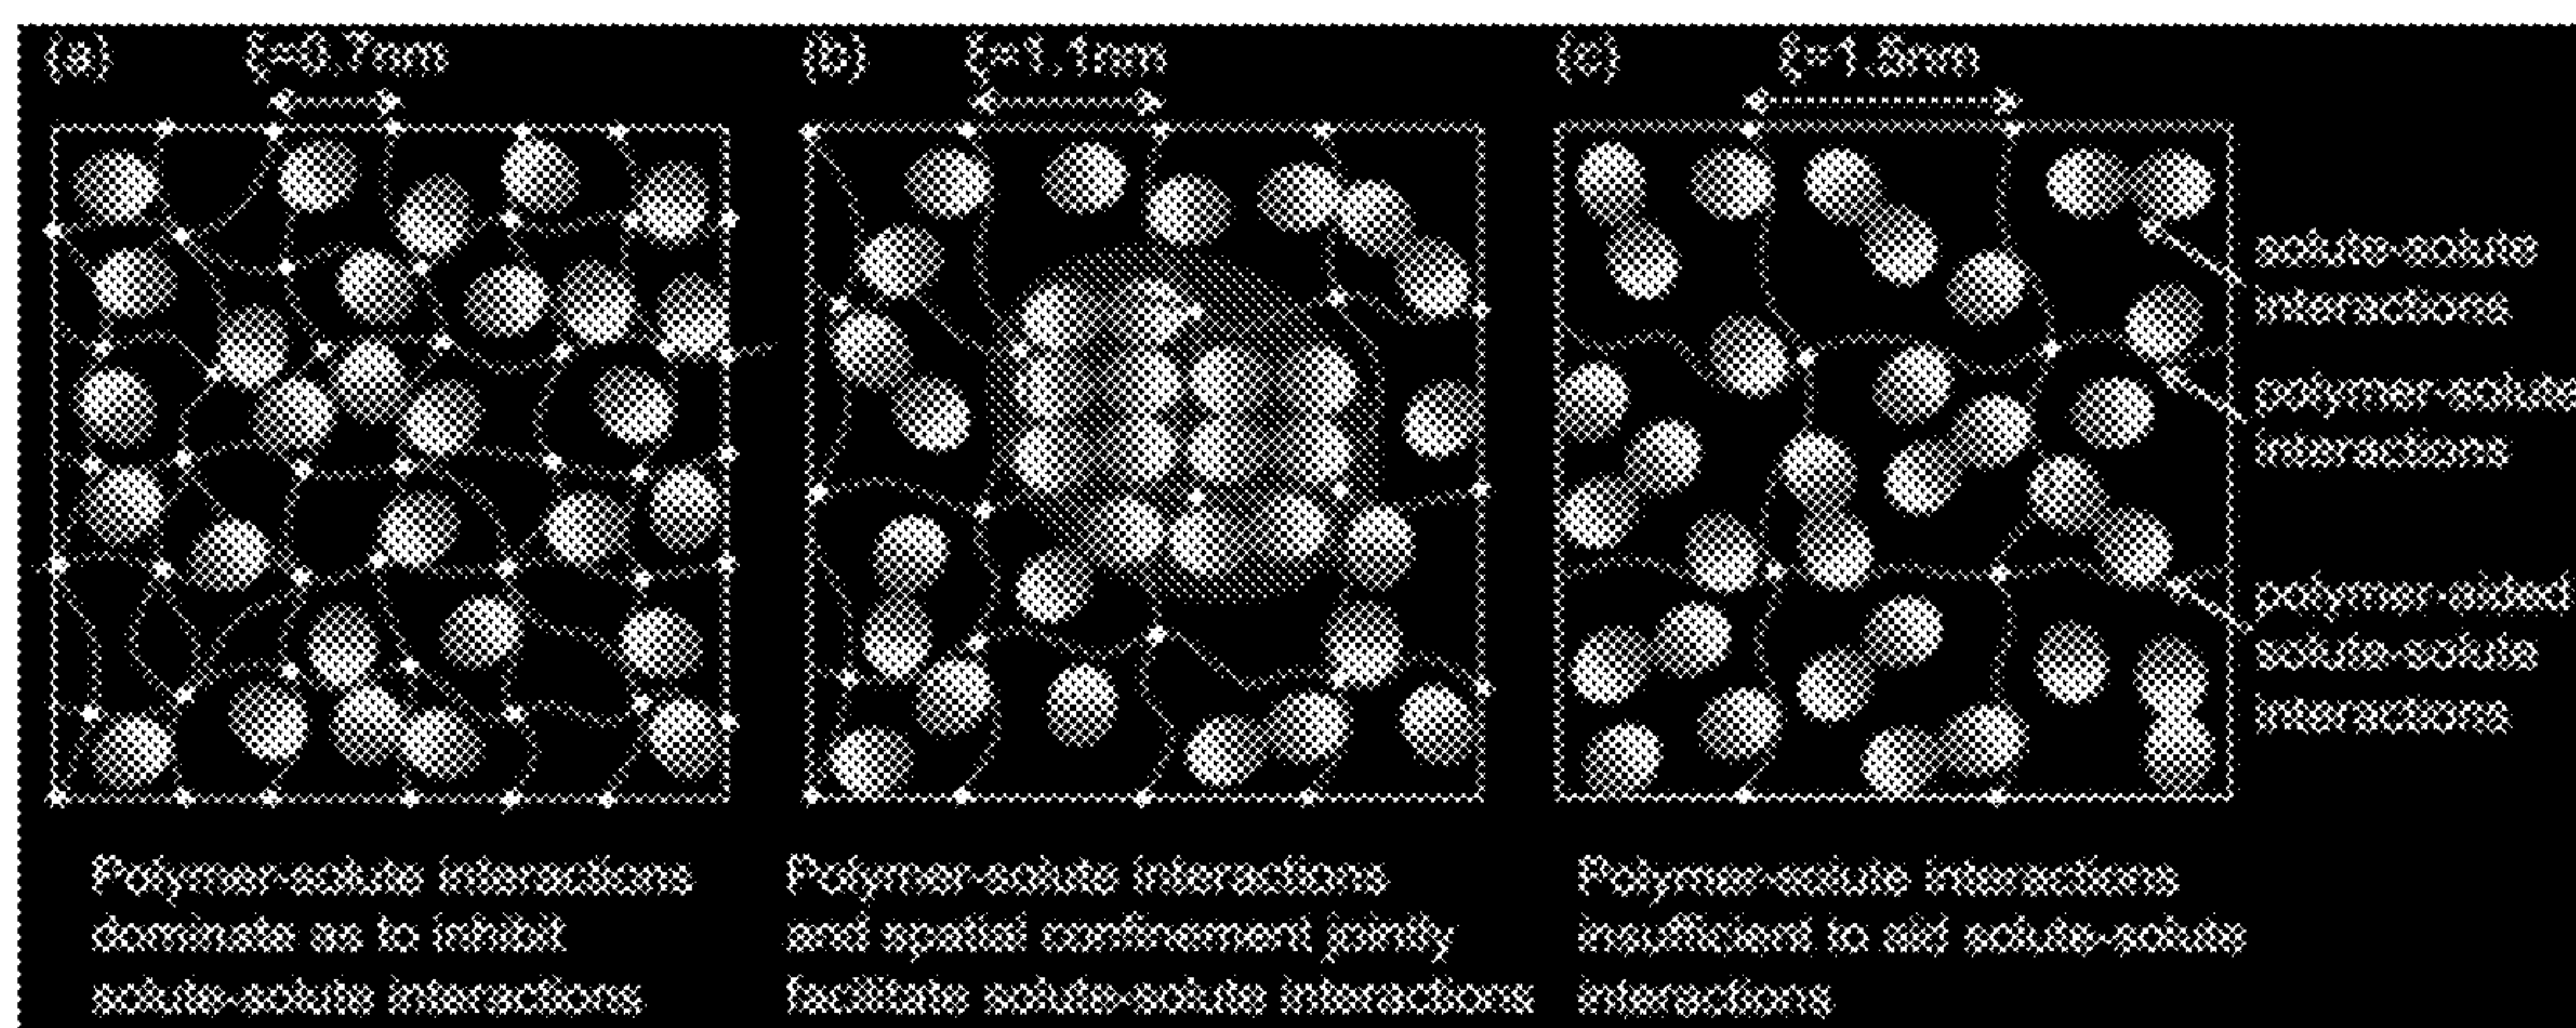 (a) ξ=0.7nm
(b) ξ=1.1nm
(c)
solute-solute
interactions
polymer-solute
interactions
polymer-aided
solute-solute
interactions
Polymer-solute interactions
dominate as to inhibit
solute-solute interactions
Polymer-solute interactions
and spatial confinement jointly
facilitate solute-solute interactions
Polymer-solute interactions
insufficient to aid solute-solute
interactions